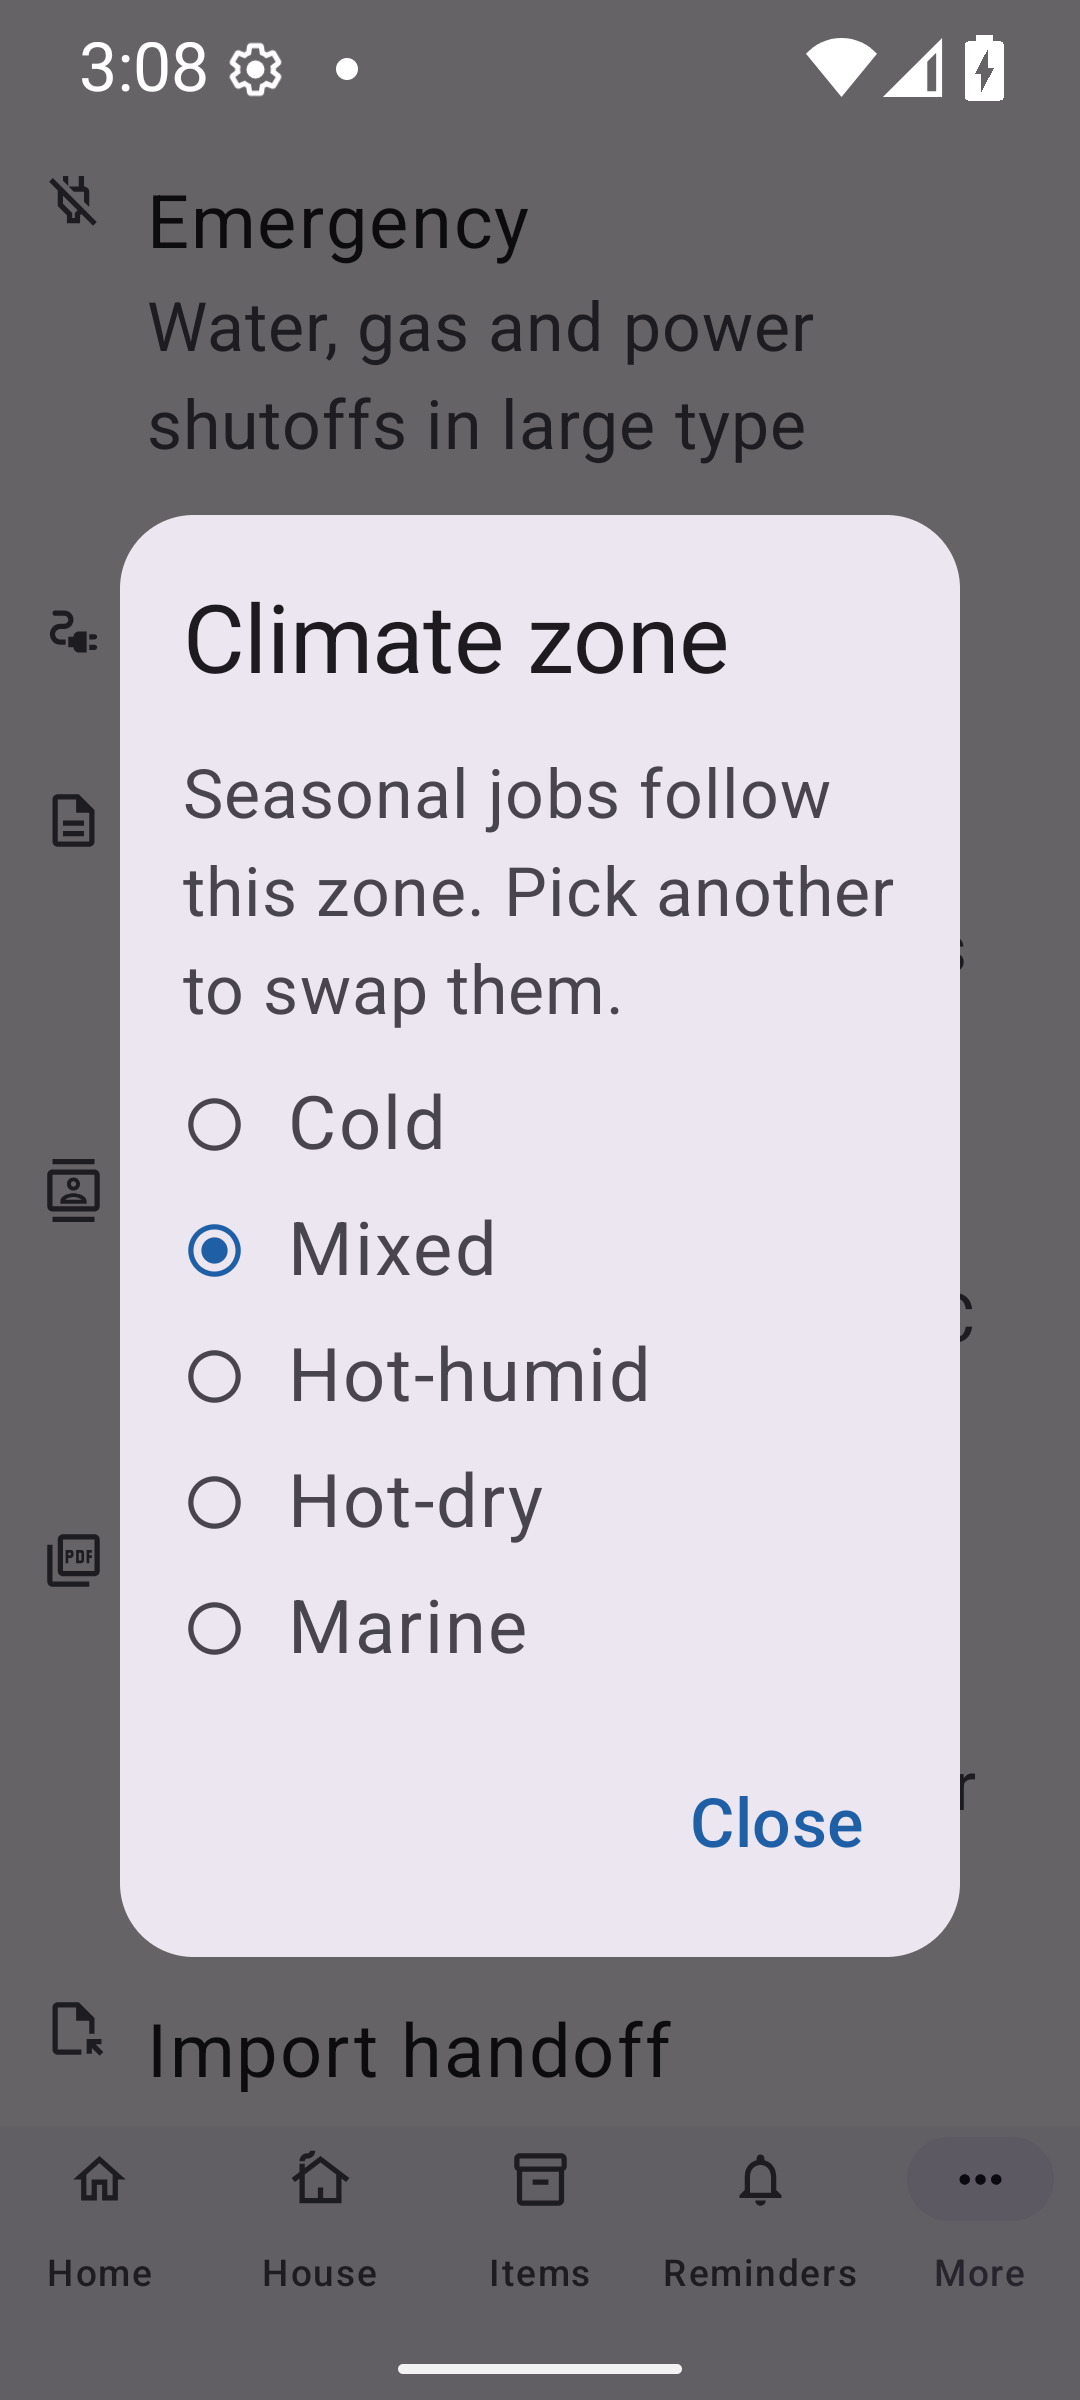 3:08
Emergency
Water, gas and power
shutoffs in large type
Climate zone
Seasonal jobs follow
this zone. Pick another
to swap them.
Cold
Mixed
Hot-humid
Hot-dry
Marine
Close
PDF
Import handoff
Home
House
Items
Reminders
More